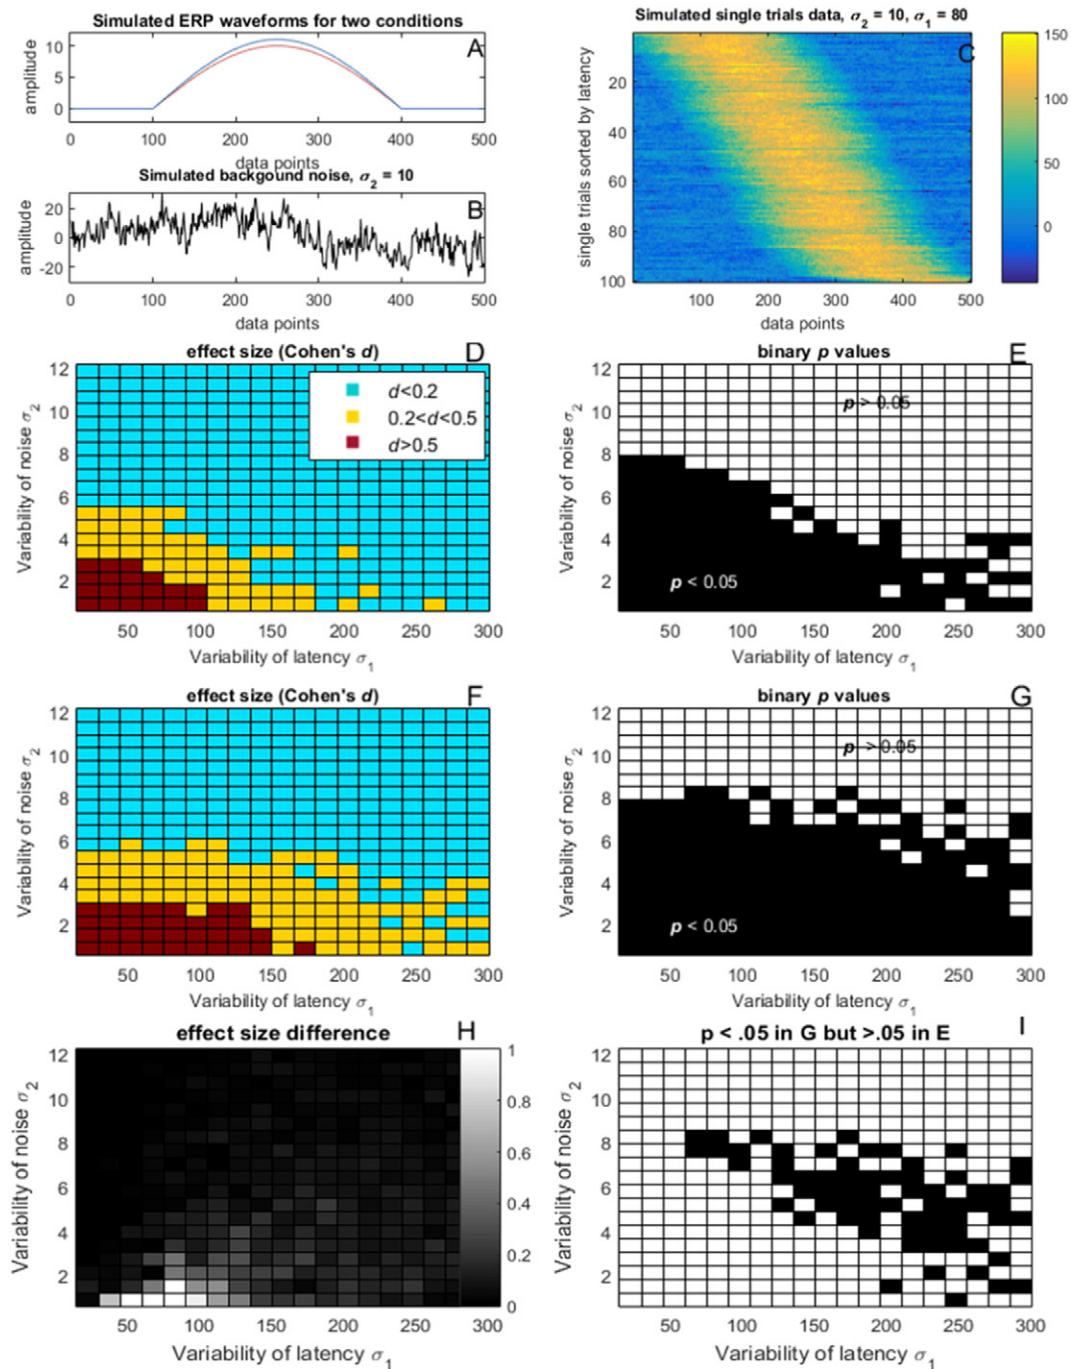 Simulated ERP waveforms for two conditions
A
amplitude
10
5
0
0 100 200 300 400 500
data points
Simulated backgound noise, σ2 = 10
B
amplitude
20
0
-20
0 100 200 300 400 500
data points
Simulated single trials data, σ2 = 10, σ1 = 80
C
single trials sorted by latency
20
40
60
80
100
100 200 300 400 500
data points
150
100
50
0
effect size (Cohen's d)
D
Variability of noise σ2
12
10
8
6
4
2
d<0.2
0.2<d<0.5
d>0.5
50 100 150 200 250 300
Variability of latency σ1
binary p values
E
Variability of noise σ2
12
10
8
6
4
2
p > 0.05
p < 0.05
50 100 150 200 250 300
Variability of latency σ1
effect size (Cohen's d)
F
Variability of noise σ2
12
10
8
6
4
2
50 100 150 200 250 300
Variability of latency σ1
binary p values
G
Variability of noise σ2
12
10
8
6
4
2
p > 0.05
p < 0.05
50 100 150 200 250 300
Variability of latency σ1
effect size difference
H
Variability of noise σ2
12
10
8
6
4
2
1
0.8
0.6
0.4
0.2
0
50 100 150 200 250 300
Variability of latency σ1
p < .05 in G but >.05 in E
I
Variability of noise σ2
12
10
8
6
4
2
50 100 150 200 250 300
Variability of latency σ1